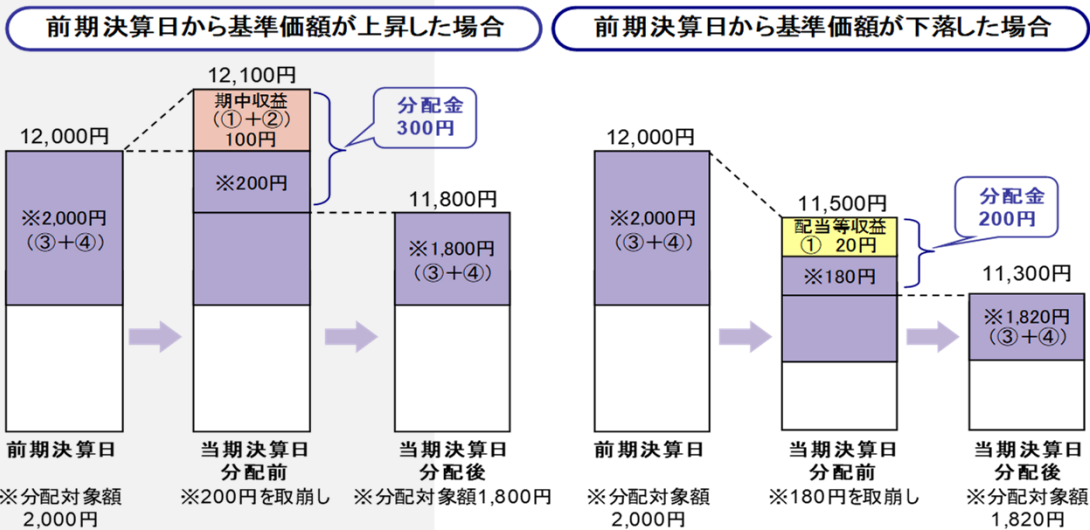 前期決算日から基準価額が上昇した場合
12,100円
期中収益
(①+②)
100円
分配金
300円
12,000円
※2,000円
(③+④)
※200円
11,800円
※1,800円
(③+④)
前期決算日
当期決算日
分配前
当期決算日
分配後
※分配対象額
2,000円
※200円を取崩し
※分配対象額1,800円
前期決算日から基準価額が下落した場合
12,000円
※2,000円
(③+④)
11,500円
配当等収益
① 20円
※180円
分配金
200円
11,300円
※1,820円
(③+④)
前期決算日
当期決算日
分配前
当期決算日
分配後
※分配対象額
2,000円
※180円を取崩し
※分配対象額
1,820円